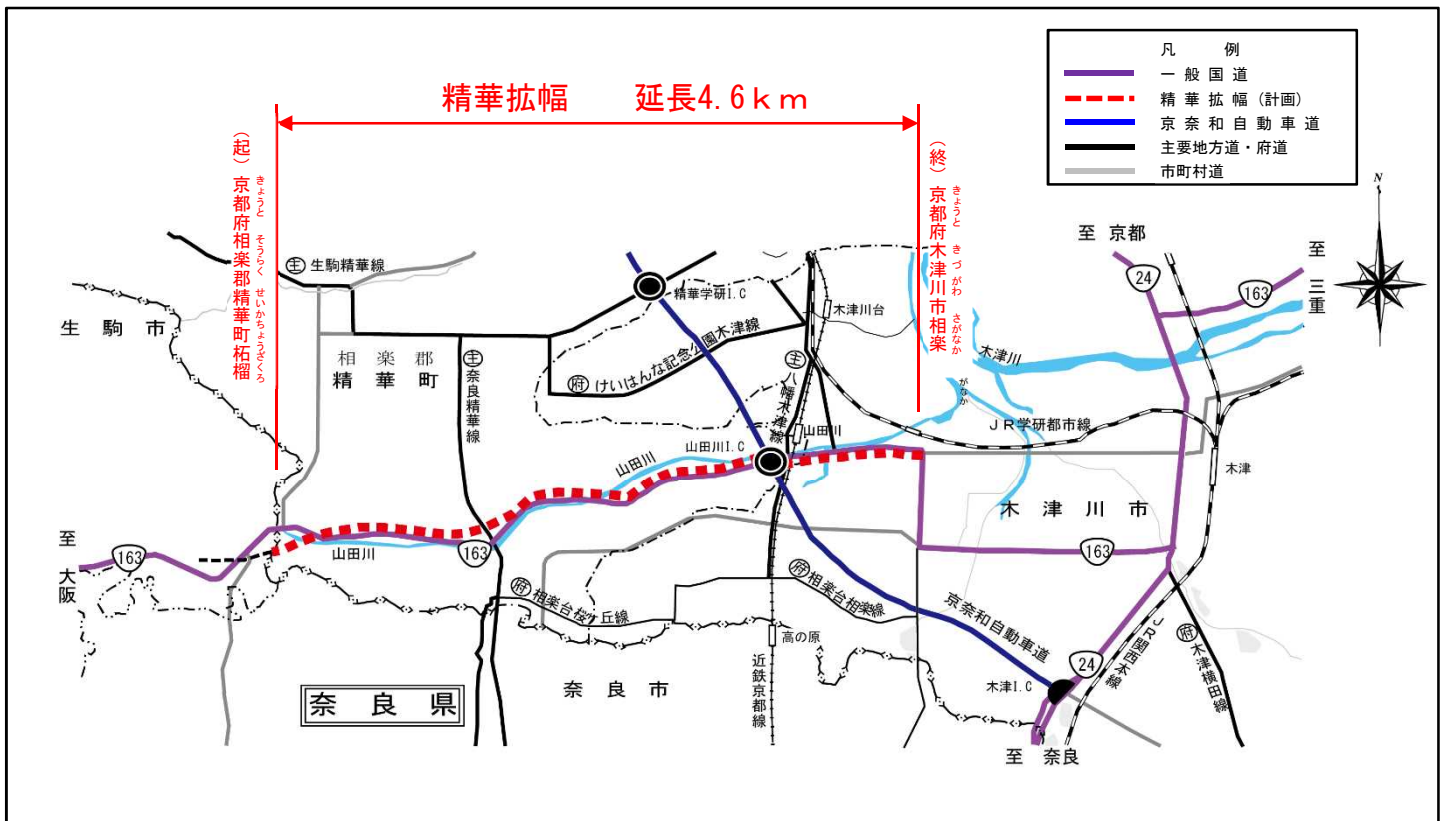 精華拡幅　延長4.6ｋｍ
凡　例
一般国道
精華拡幅（計画）
京奈和自動車道
主要地方道・府道
市町村道
（起）京都府相楽郡精華町柘榴
きょうと　そうらく　せいかちょうざくろ
（終）京都府木津川市相楽
きょうと　きづがわ　さがなか
がなか
N
至 京都
至 三重
24
163
生駒市
主 生駒精華線
精華学研I.C
木津川台
木津川
相楽郡
精華町
主 奈良精華線
府 けいはんな記念公園木津線
主 八幡木津線
山田川
ＪＲ学研都市線
山田川
山田川I.C
木津
木津川市
至 大阪
163
山田川
163
163
府 相楽台桜ケ丘線
府 相楽台相楽線
京奈和自動車道
高の原
近鉄京都線
奈良市
奈良県
木津I.C
24
ＪＲ関西本線
府 木津横田線
至 奈良